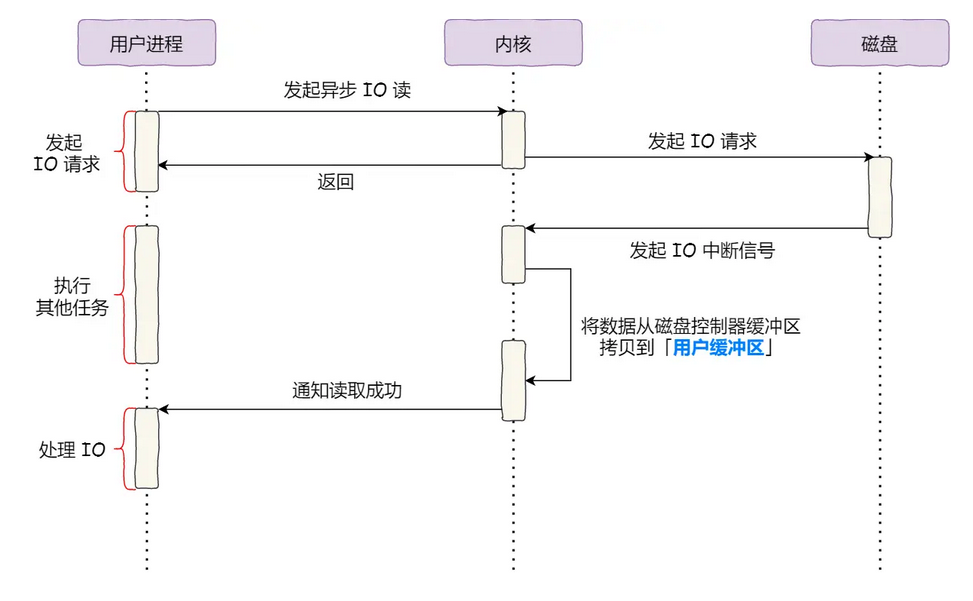 用户进程
内核
磁盘
发起异步 IO 读
发起
IO 请求
发起 IO 请求
返回
发起 IO 中断信号
执行
其他任务
将数据从磁盘控制器缓冲区
拷贝到「用户缓冲区」
通知读取成功
处理 IO